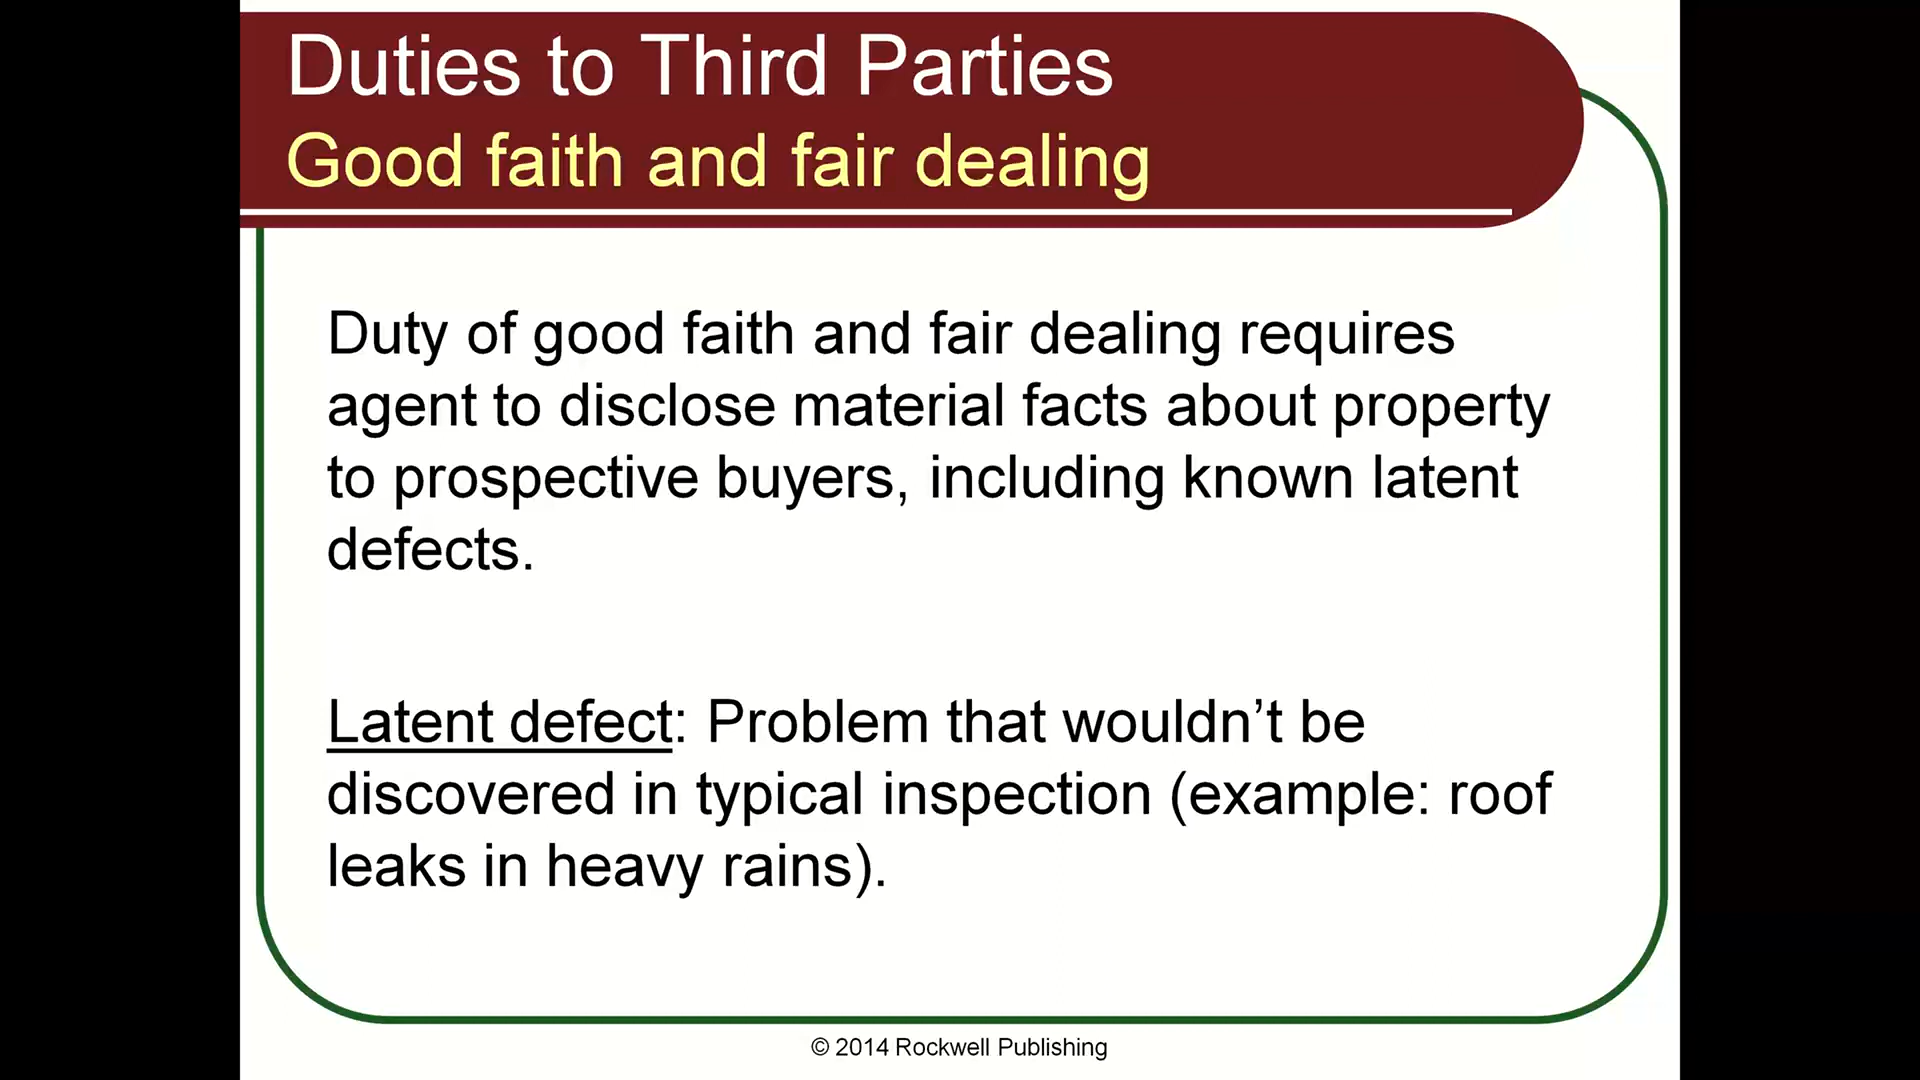 Duties to Third Parties
Good faith and fair dealing
Duty of good faith and fair dealing requires
agent to disclose material facts about property
to prospective buyers, including known latent
defects.
Latent defect: Problem that wouldn’t be
discovered in typical inspection (example: roof
leaks in heavy rains).
© 2014 Rockwell Publishing